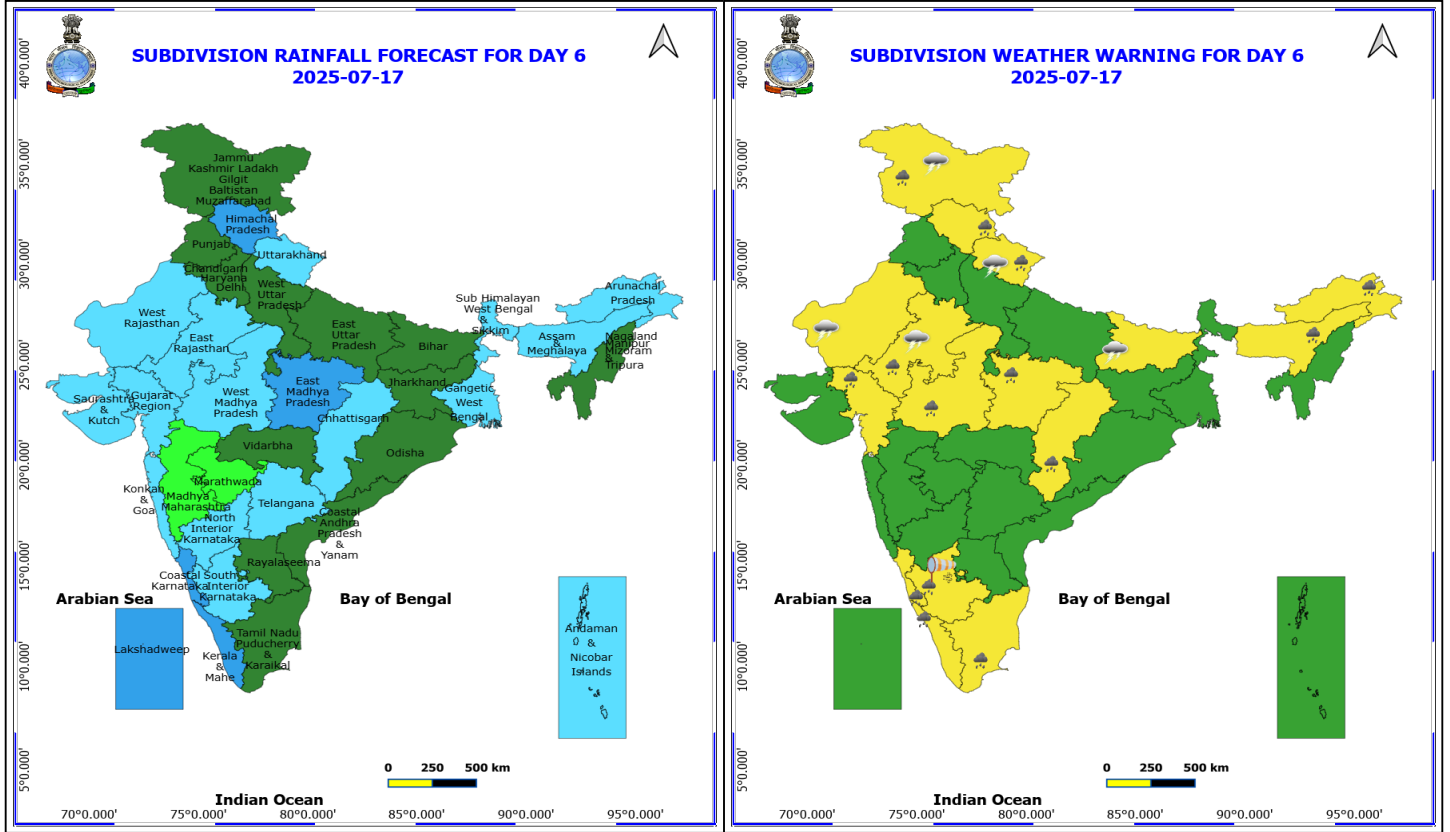 SUBDIVISION RAINFALL FORECAST FOR DAY 6
2025-07-17
40°0.000'
35°0.000'
30°0.000'
25°0.000'
20°0.000'
15°0.000'
10°0.000'
5°0.000'
Jammu
Kashmir Ladakh
Gilgit
Baltistan
Muzaffarabad
Himachal
Pradesh
Punjab
Uttarakhand
Chandigarh
Haryana
Delhi
West
Uttar
Pradesh
West
Rajasthan
East
Rajasthan
East
Uttar
Pradesh
Bihar
Sub Himalayan
West Bengal
&
Sikkim
Arunachal
Pradesh
Assam
&
Meghalaya
Nagaland
Manipur
Mizoram
&
Tripura
Saurashtra
&
Kutch
Gujarat
Region
West
Madhya
Pradesh
East
Madhya
Pradesh
Jharkhand
Gangetic
West
Bengal
Chhattisgarh
Vidarbha
Odisha
Konkan
&
Goa
Madhya
Maharashtra
Marathwada
Telangana
North
Interior
Karnataka
Coastal
Andhra
Pradesh
&
Yanam
Rayalaseema
Coastal
Karnataka
South
Interior
Karnataka
Arabian Sea
Bay of Bengal
Lakshadweep
Kerala
&
Mahe
Tamil Nadu
Puducherry
&
Karaikal
Andaman
&
Nicobar
Islands
0 250 500 km
Indian Ocean
70°0.000' 75°0.000' 80°0.000' 85°0.000' 90°0.000' 95°0.000'
SUBDIVISION WEATHER WARNING FOR DAY 6
2025-07-17
40°0.000'
35°0.000'
30°0.000'
25°0.000'
20°0.000'
15°0.000'
10°0.000'
5°0.000'
Arabian Sea
Bay of Bengal
0 250 500 km
Indian Ocean
70°0.000' 75°0.000' 80°0.000' 85°0.000' 90°0.000' 95°0.000'